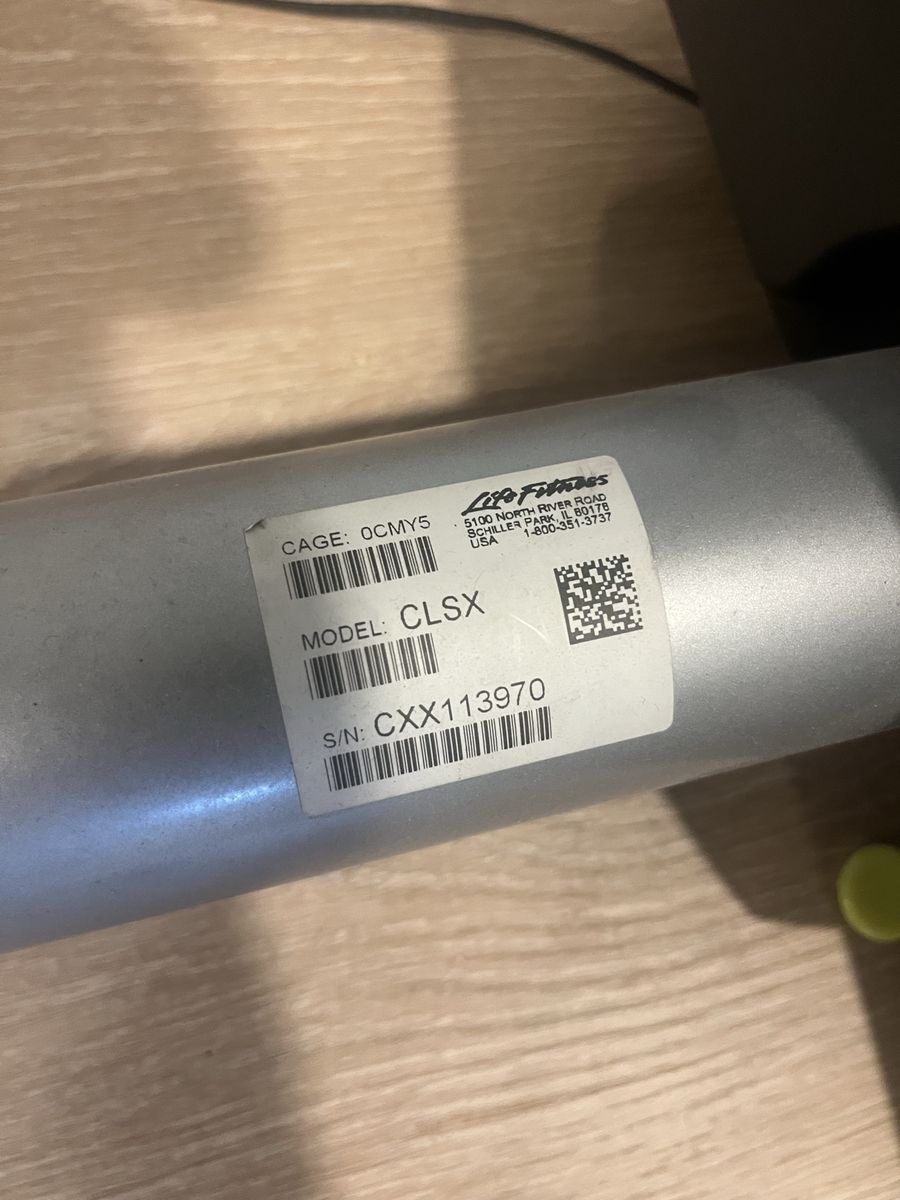 CAGE: 0CMY5
Life Fitness
5100 NORTH RIVER ROAD
SCHILLER PARK, IL 60176
USA 1-800-351-3737
MODEL: CLSX
S/N: CXX113970